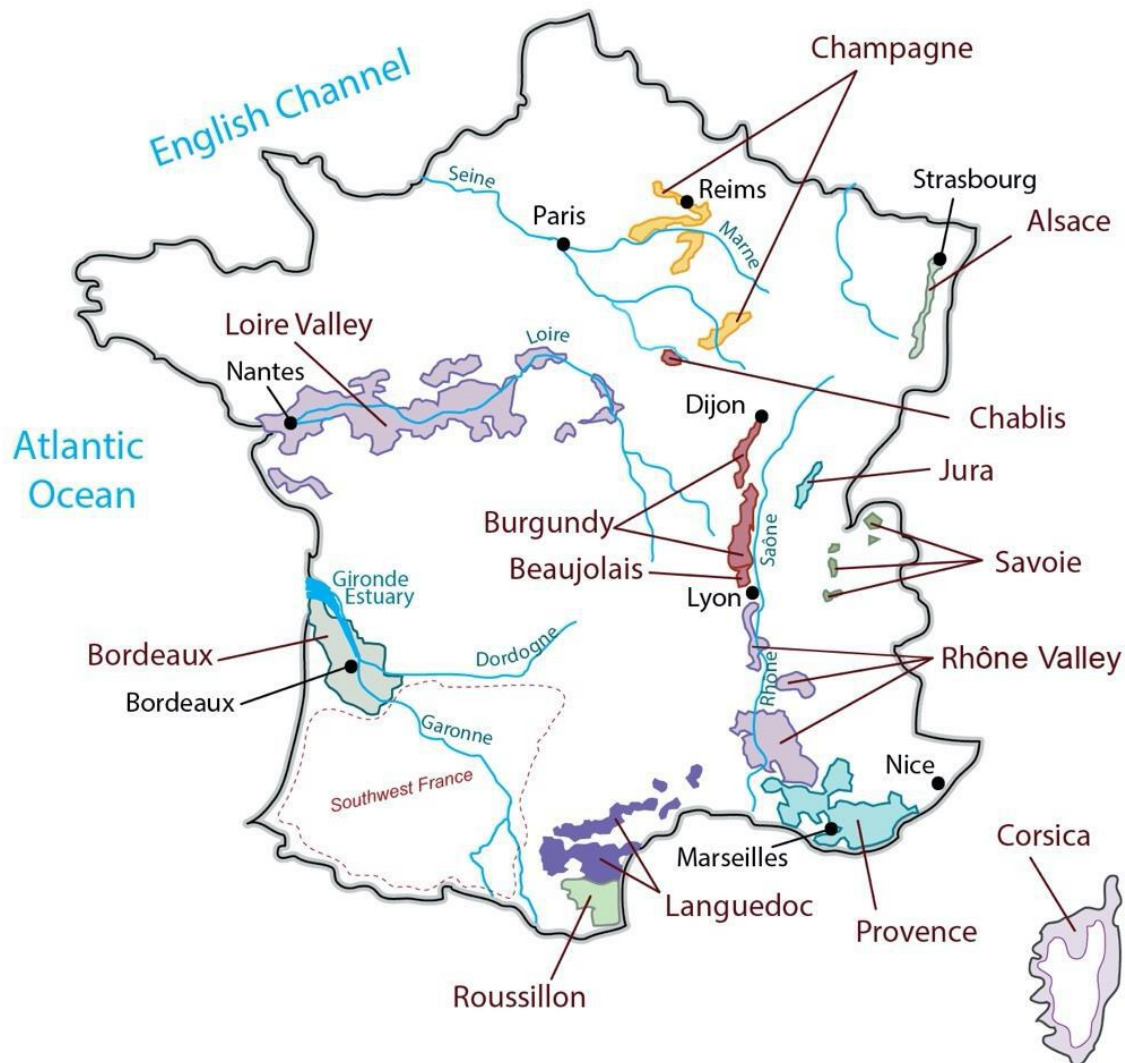 Champagne
English Channel
Seine
Reims
Strasbourg
Paris
Alsace
Marne
Loire Valley
Loire
Nantes
Dijon
Chablis
Atlantic
Ocean
Jura
Burgundy
Saône
Beaujolais
Savoie
Gironde
Estuary
Lyon
Bordeaux
Dordogne
Rhône Valley
Rhône
Bordeaux
Garonne
Nice
Southwest France
Corsica
Marseilles
Languedoc
Provence
Roussillon